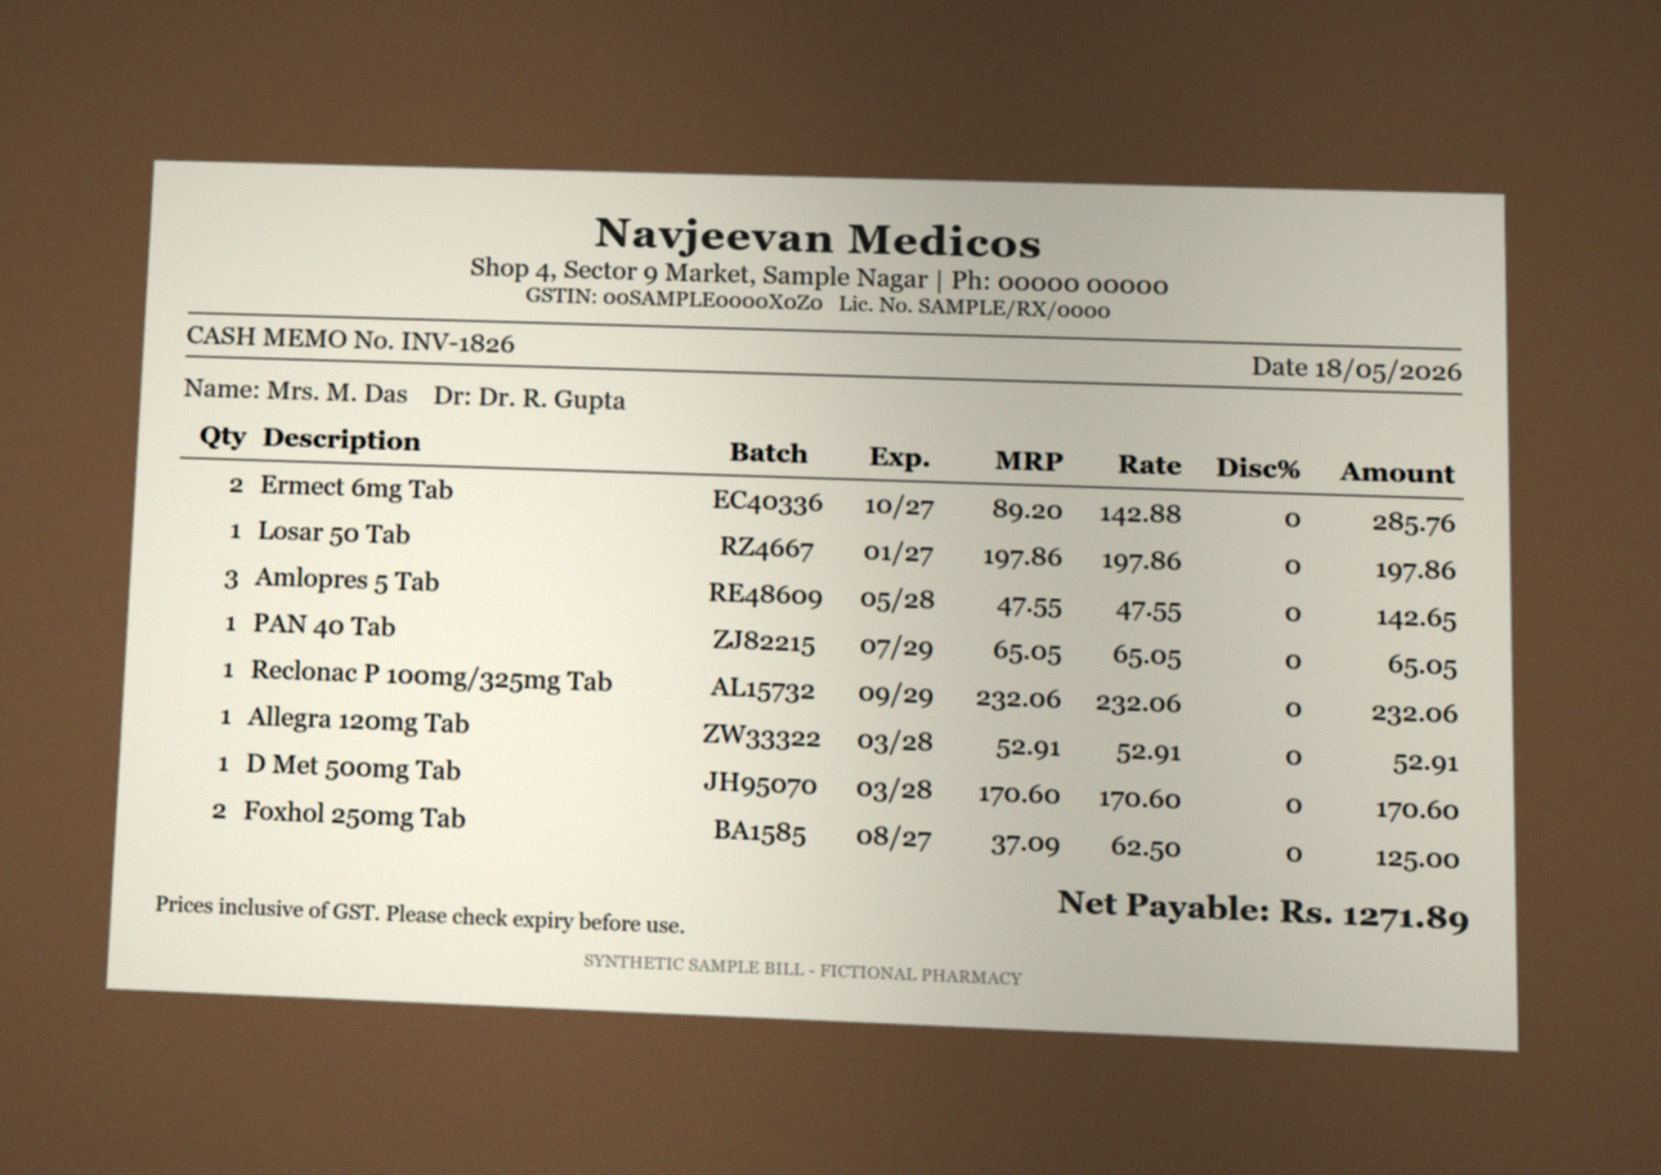 Navjeevan Medicos
Shop 4, Sector 9 Market, Sample Nagar | Ph: 00000 00000
GSTIN: 00SAMPLE0000X0Z0 Lic. No. SAMPLE/RX/0000
CASH MEMO No. INV-1826 Date 18/05/2026
Name: Mrs. M. Das Dr: Dr. R. Gupta
Qty Description Batch Exp. MRP Rate Disc% Amount
2 Ermect 6mg Tab EC40336 10/27 89.20 142.88 0 285.76
1 Losar 50 Tab RZ4667 01/27 197.86 197.86 0 197.86
3 Amlopres 5 Tab RE48609 05/28 47.55 47.55 0 142.65
1 PAN 40 Tab ZJ82215 07/29 65.05 65.05 0 65.05
1 Reclonac P 100mg/325mg Tab AL15732 09/29 232.06 232.06 0 232.06
1 Allegra 120mg Tab ZW33322 03/28 52.91 52.91 0 52.91
1 D Met 500mg Tab JH95070 03/28 170.60 170.60 0 170.60
2 Foxhol 250mg Tab BA1585 08/27 37.09 62.50 0 125.00
Net Payable: Rs. 1271.89
Prices inclusive of GST. Please check expiry before use.
SYNTHETIC SAMPLE BILL - FICTIONAL PHARMACY